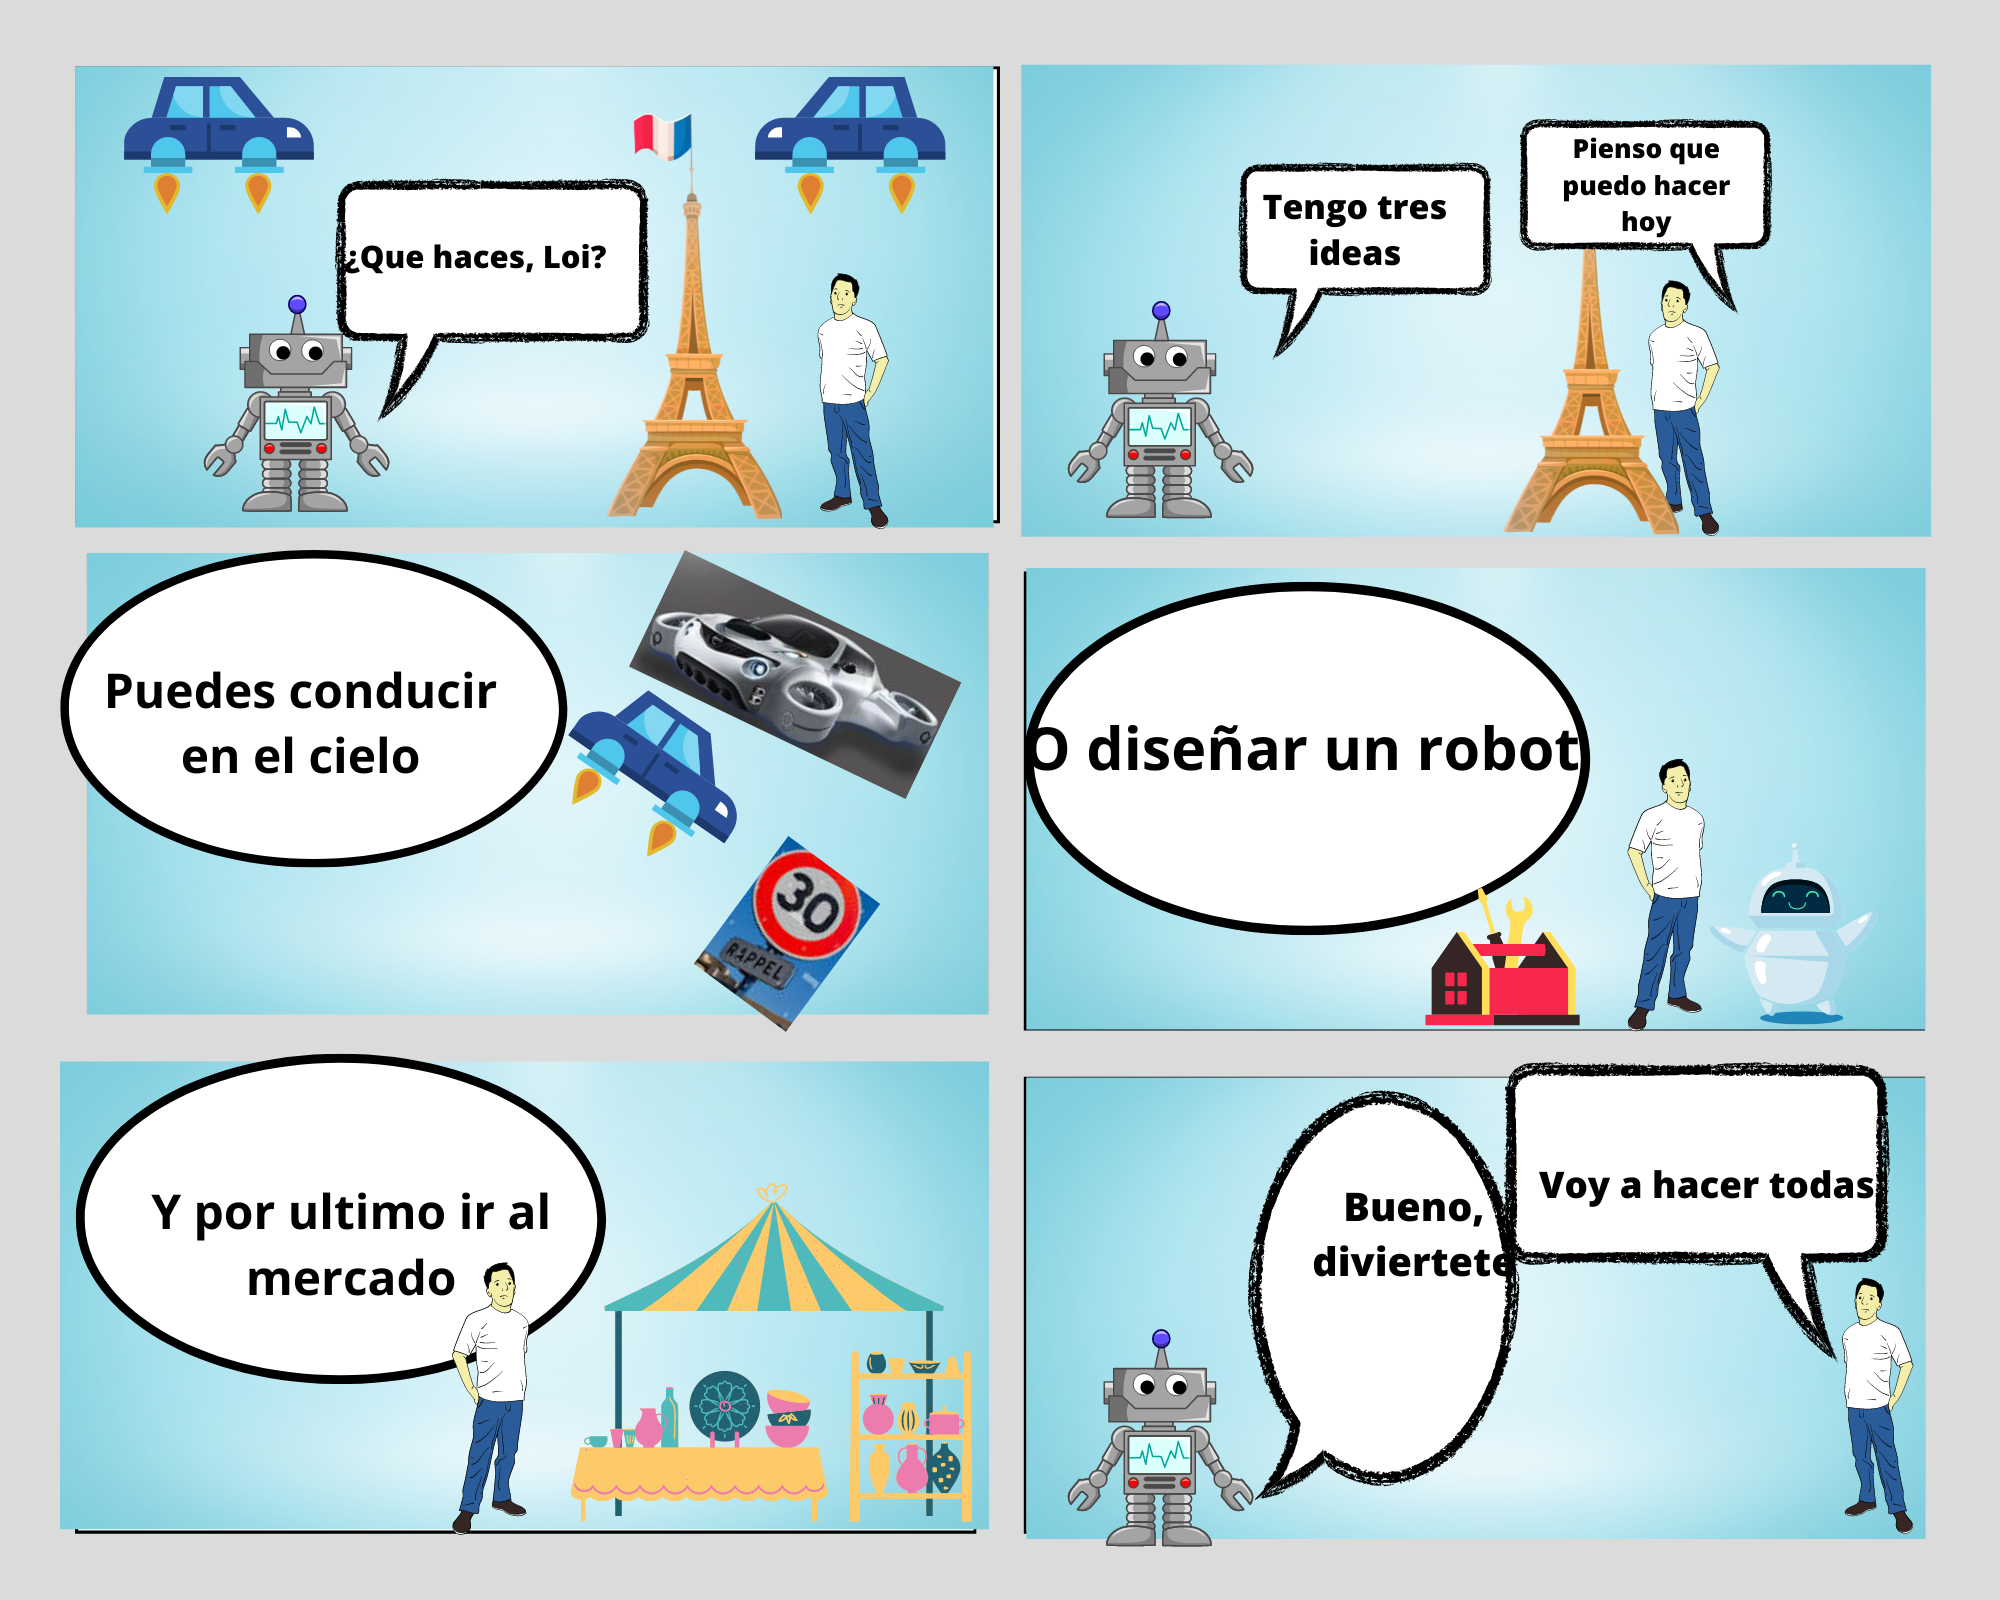 ¿Que haces, Loi?
Tengo tres
ideas
Pienso que
puedo hacer
hoy
Puedes conducir
en el cielo
30
RAPPEL
O diseñar un robot
Y por ultimo ir al
mercado
Bueno,
diviertete
Voy a hacer todas